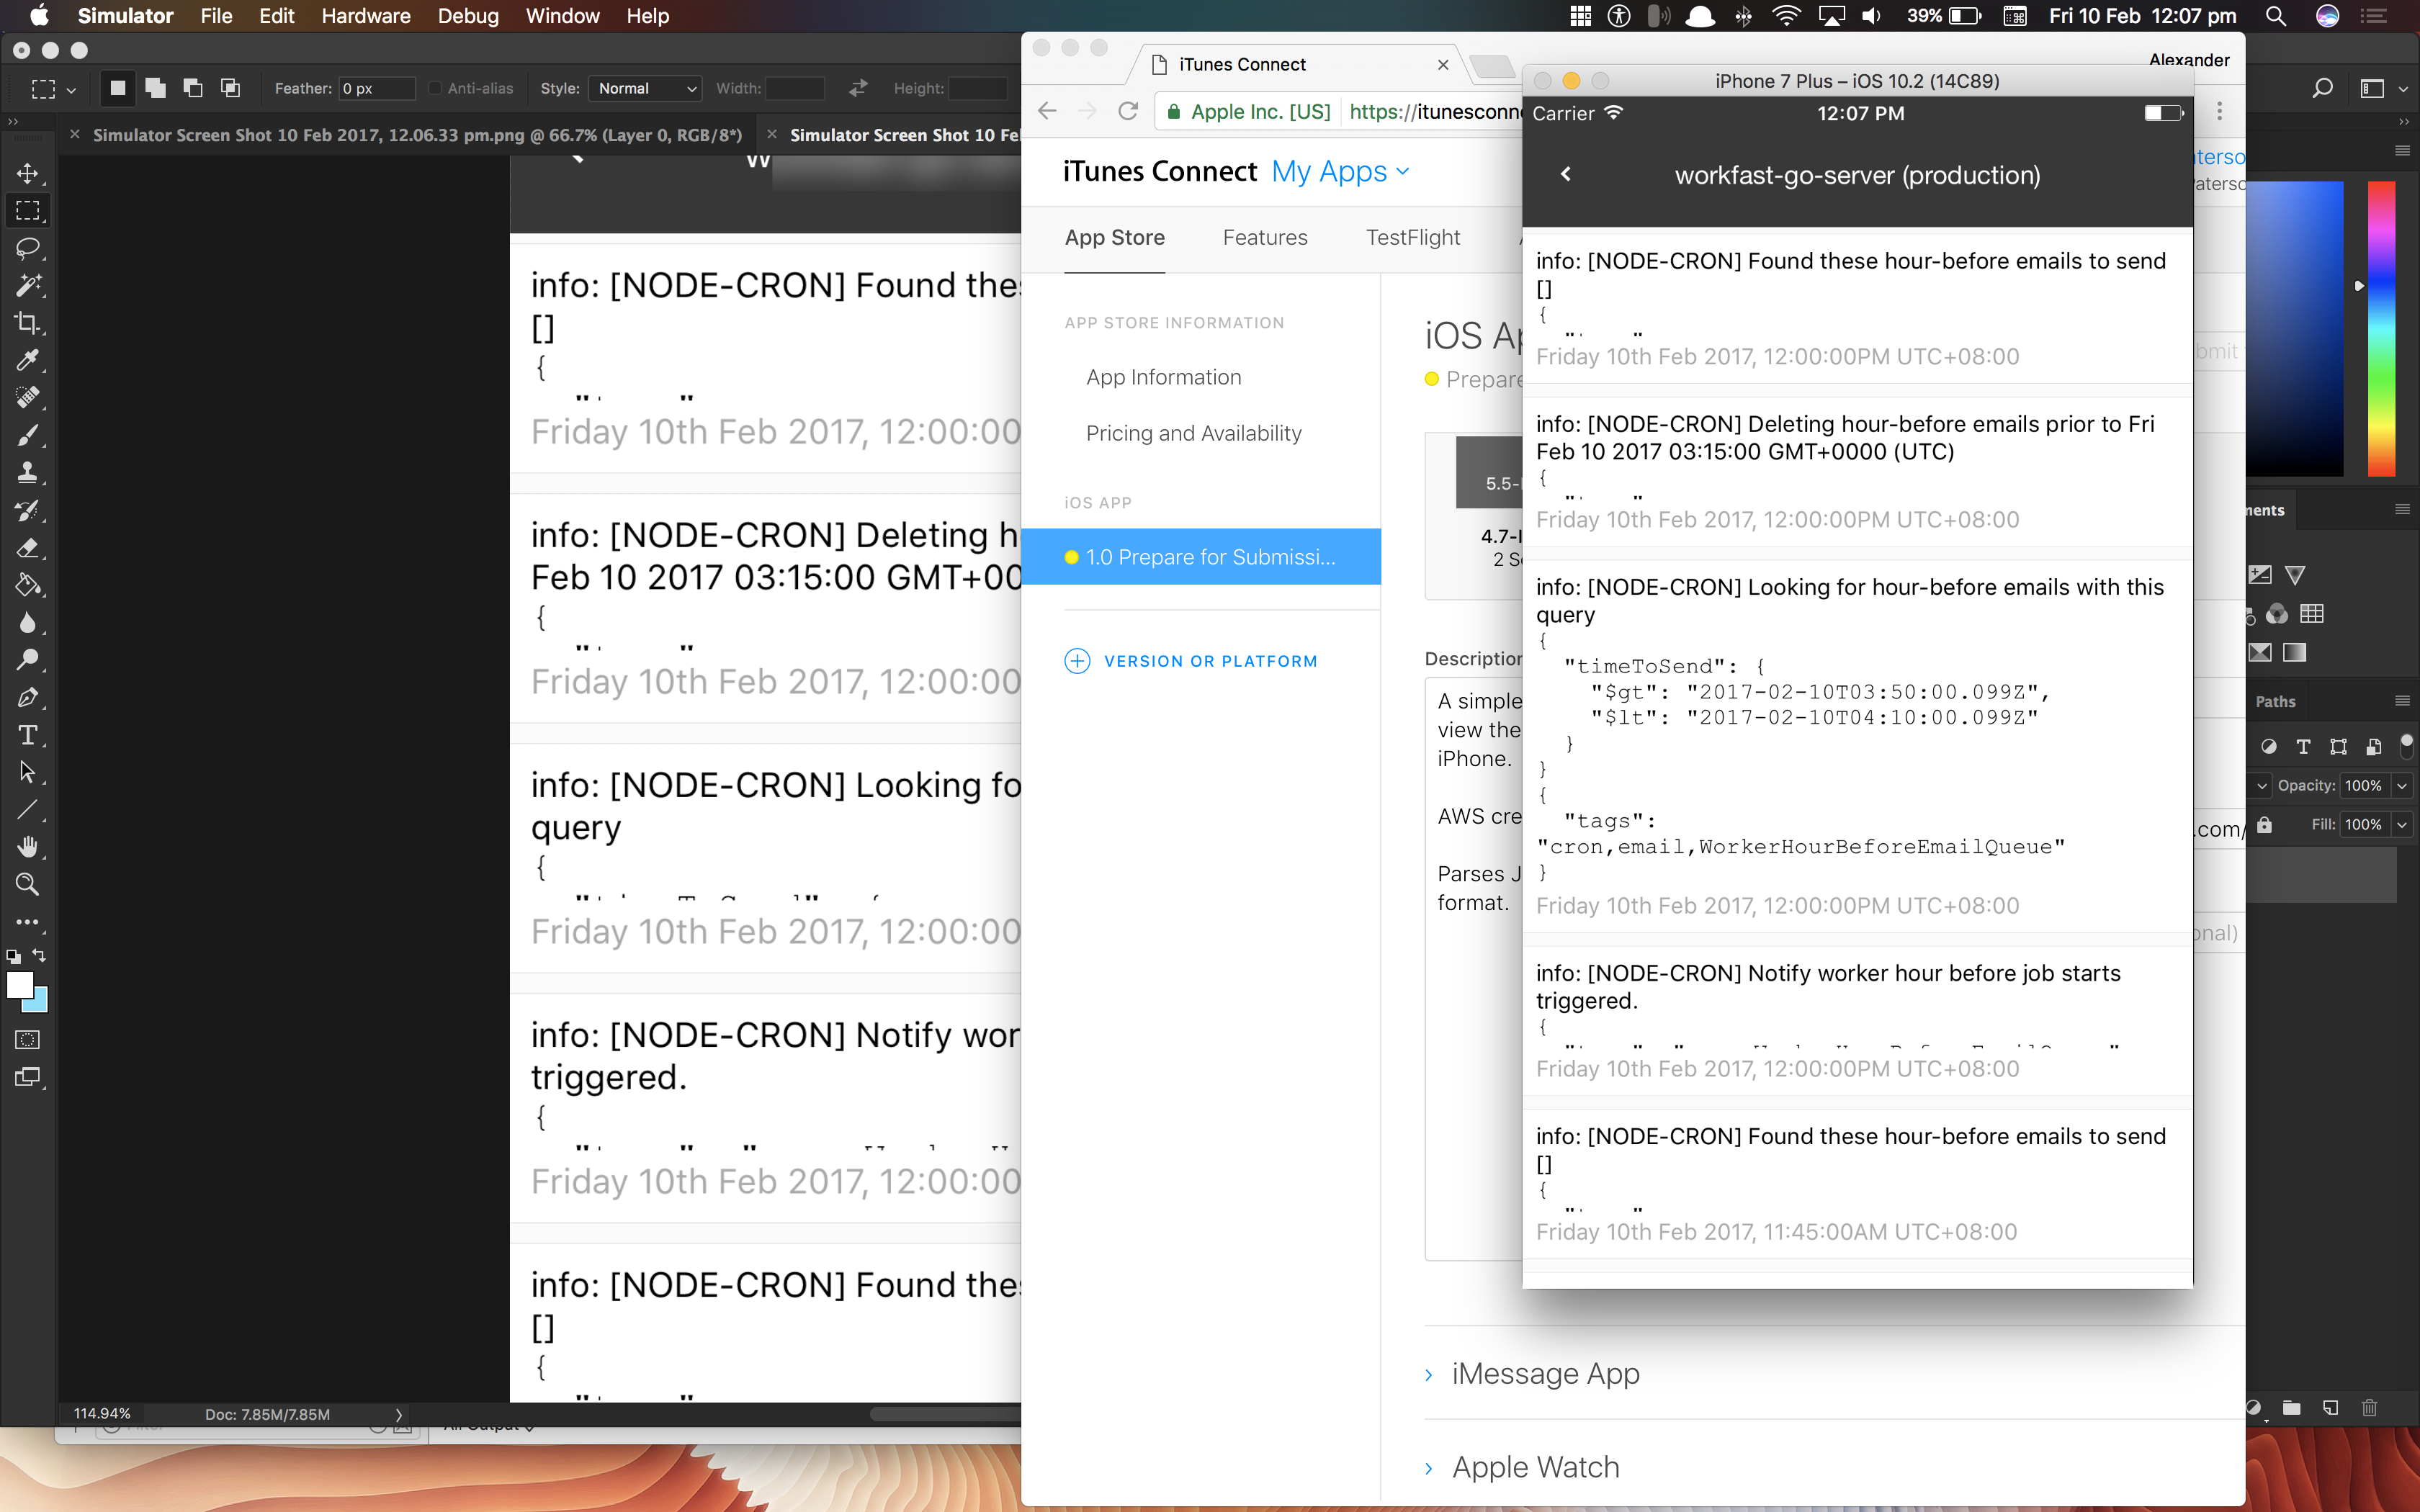 Simulator File Edit Hardware Debug Window Help
39% Fri 10 Feb 12:07 pm
Feather: 0 px Anti-alias Style: Normal Width: Height:
Simulator Screen Shot 10 Feb 2017, 12.06.33 pm.png @ 66.7% (Layer 0, RGB/8*)
Simulator Screen Shot 10 Fe
info: [NODE-CRON] Found
[]
{
Friday 10th Feb 2017, 12:00:00
info: [NODE-CRON] Deleting
Feb 10 2017 03:15:00 GMT+00
{
Friday 10th Feb 2017, 12:00:00
info: [NODE-CRON] Looking fo
query
{
Friday 10th Feb 2017, 12:00:00
info: [NODE-CRON] Notify wor
triggered.
{
Friday 10th Feb 2017, 12:00:00
info: [NODE-CRON] Found
[]
{
114.94% Doc: 7.85M/7.85M
All Output
iTunes Connect
Alexander
Apple Inc. [US] https://itunesconn
iTunes Connect My Apps
App Store Features TestFlight
APP STORE INFORMATION
App Information
Pricing and Availability
iOS APP
1.0 Prepare for Submissi...
VERSION OR PLATFORM
iOS Ap
Prepare
5.5-
4.7-
Description
A simple
view the
iPhone.
AWS cre
Parses J
format.
iMessage App
Apple Watch
iPhone 7 Plus – iOS 10.2 (14C89)
Carrier 12:07 PM
workfast-go-server (production)
info: [NODE-CRON] Found these hour-before emails to send
[]
{
Friday 10th Feb 2017, 12:00:00PM UTC+08:00
info: [NODE-CRON] Deleting hour-before emails prior to Fri
Feb 10 2017 03:15:00 GMT+0000 (UTC)
{
Friday 10th Feb 2017, 12:00:00PM UTC+08:00
info: [NODE-CRON] Looking for hour-before emails with this
query
{
"timeToSend": {
"$gt": "2017-02-10T03:50:00.099Z",
"$lt": "2017-02-10T04:10:00.099Z"
}
}
{
"tags":
"cron,email,WorkerHourBeforeEmailQueue"
}
Friday 10th Feb 2017, 12:00:00PM UTC+08:00
info: [NODE-CRON] Notify worker hour before job starts
triggered.
{
Friday 10th Feb 2017, 12:00:00PM UTC+08:00
info: [NODE-CRON] Found these hour-before emails to send
[]
{
Friday 10th Feb 2017, 11:45:00AM UTC+08:00
terso
aterso
bmit
.com/
onal)
ments
Paths
Opacity: 100%
Fill: 100%